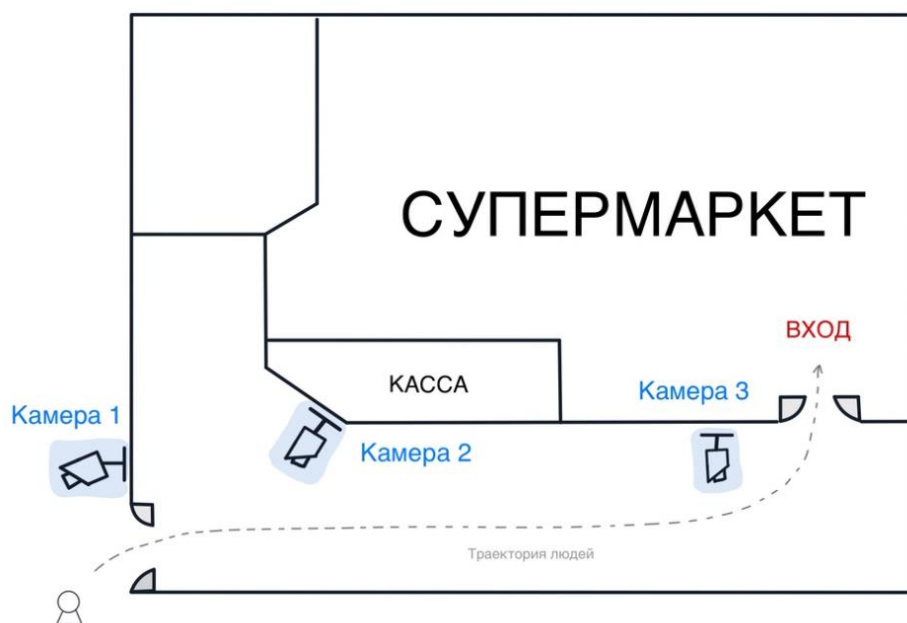 СУПЕРМАРКЕТ
ВХОД
КАССА
Камера 3
Камера 1
Камера 2
Траектория людей